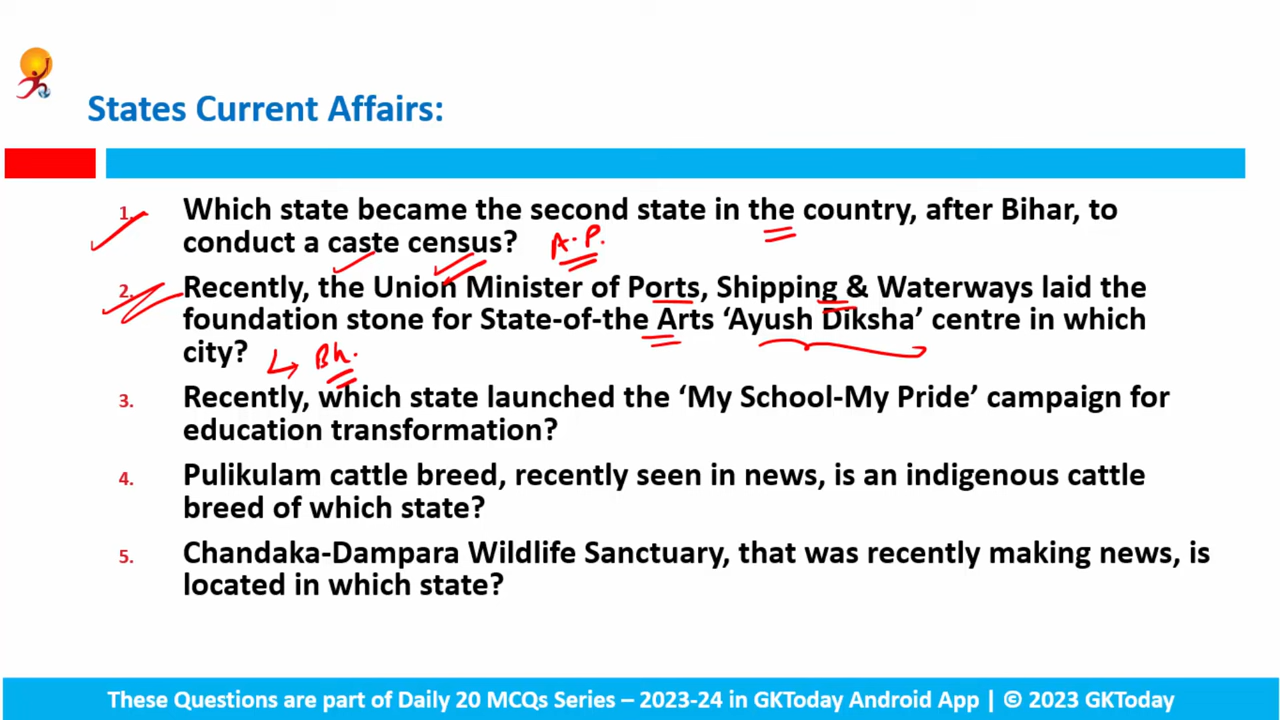 States Current Affairs:
1. Which state became the second state in the country, after Bihar, to
conduct a caste census? A.P.
2. Recently, the Union Minister of Ports, Shipping & Waterways laid the
foundation stone for State-of-the Arts ‘Ayush Diksha’ centre in which
city? Bh.
3. Recently, which state launched the ‘My School-My Pride’ campaign for
education transformation?
4. Pulikulam cattle breed, recently seen in news, is an indigenous cattle
breed of which state?
5. Chandaka-Dampara Wildlife Sanctuary, that was recently making news, is
located in which state?
These Questions are part of Daily 20 MCQs Series – 2023-24 in GKToday Android App | © 2023 GKToday